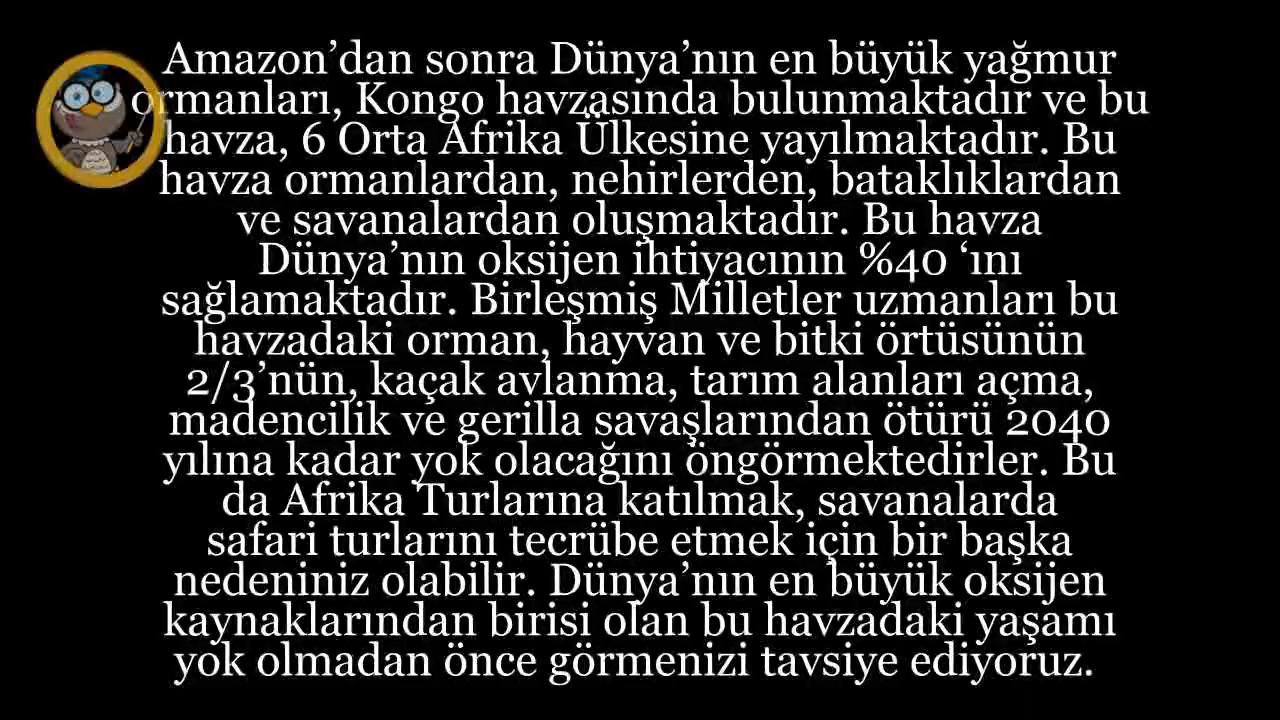 Amazon’dan sonra Dünya’nın en büyük yağmur
ormanları, Kongo havzasında bulunmaktadır ve bu
havza, 6 Orta Afrika Ülkesine yayılmaktadır. Bu
havza ormanlardan, nehirlerden, bataklıklardan
ve savanalardan oluşmaktadır. Bu havza
Dünya’nın oksijen ihtiyacının %40 ‘ını
sağlamaktadır. Birleşmiş Milletler uzmanları bu
havzadaki orman, hayvan ve bitki örtüsünün
2/3’nün, kaçak avlanma, tarım alanları açma,
madencilik ve gerilla savaşlarından ötürü 2040
yılına kadar yok olacağını öngörmektedirler. Bu
da Afrika Turlarına katılmak, savanalarda
safari turlarını tecrübe etmek için bir başka
nedeniniz olabilir. Dünya’nın en büyük oksijen
kaynaklarından birisi olan bu havzadaki yaşamı
yok olmadan önce görmenizi tavsiye ediyoruz.